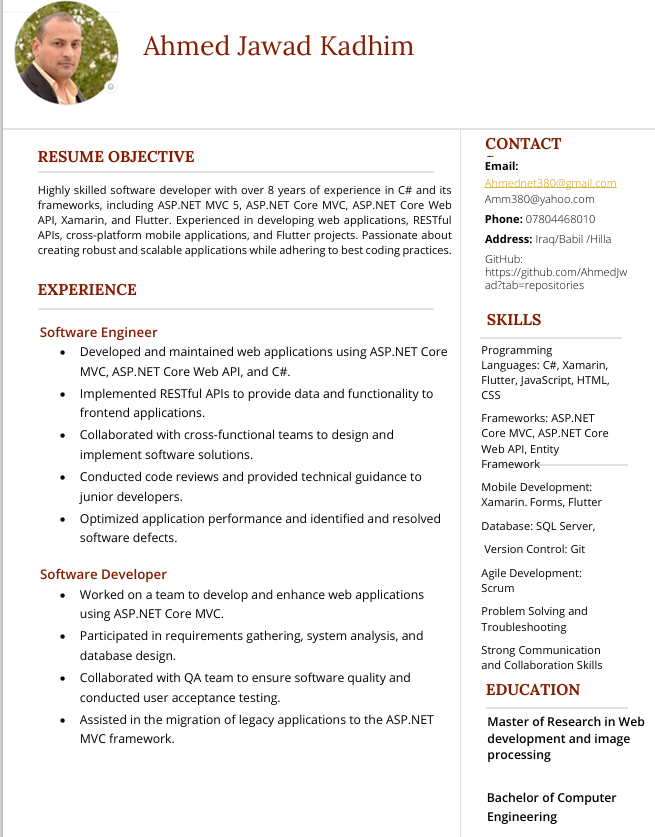 Ahmed Jawad Kadhim
RESUME OBJECTIVE
Highly skilled software developer with over 8 years of experience in C# and its
frameworks, including ASP.NET MVC 5, ASP.NET Core MVC, ASP.NET Core Web
API, Xamarin, and Flutter. Experienced in developing web applications, RESTful
APIs, cross-platform mobile applications, and Flutter projects. Passionate about
creating robust and scalable applications while adhering to best coding practices.
EXPERIENCE
Software Engineer
• Developed and maintained web applications using ASP.NET Core
MVC, ASP.NET Core Web API, and C#.
• Implemented RESTful APIs to provide data and functionality to
frontend applications.
• Collaborated with cross-functional teams to design and
implement software solutions.
• Conducted code reviews and provided technical guidance to
junior developers.
• Optimized application performance and identified and resolved
software defects.
Software Developer
• Worked on a team to develop and enhance web applications
using ASP.NET Core MVC.
• Participated in requirements gathering, system analysis, and
database design.
• Collaborated with QA team to ensure software quality and
conducted user acceptance testing.
• Assisted in the migration of legacy applications to the ASP.NET
MVC framework.
CONTACT
Email:
Ahmednet380@gmail.com
Amm380@yahoo.com
Phone: 07804468010
Address: Iraq/Babil /Hilla
GitHub:
https://github.com/AhmedJw
ad?tab=repositories
SKILLS
Programming
Languages: C#, Xamarin,
Flutter, JavaScript, HTML,
CSS
Frameworks: ASP.NET
Core MVC, ASP.NET Core
Web API, Entity
Framework
Mobile Development:
Xamarin. Forms, Flutter
Database: SQL Server,
Version Control: Git
Agile Development:
Scrum
Problem Solving and
Troubleshooting
Strong Communication
and Collaboration Skills
EDUCATION
Master of Research in Web
development and image
processing
Bachelor of Computer
Engineering